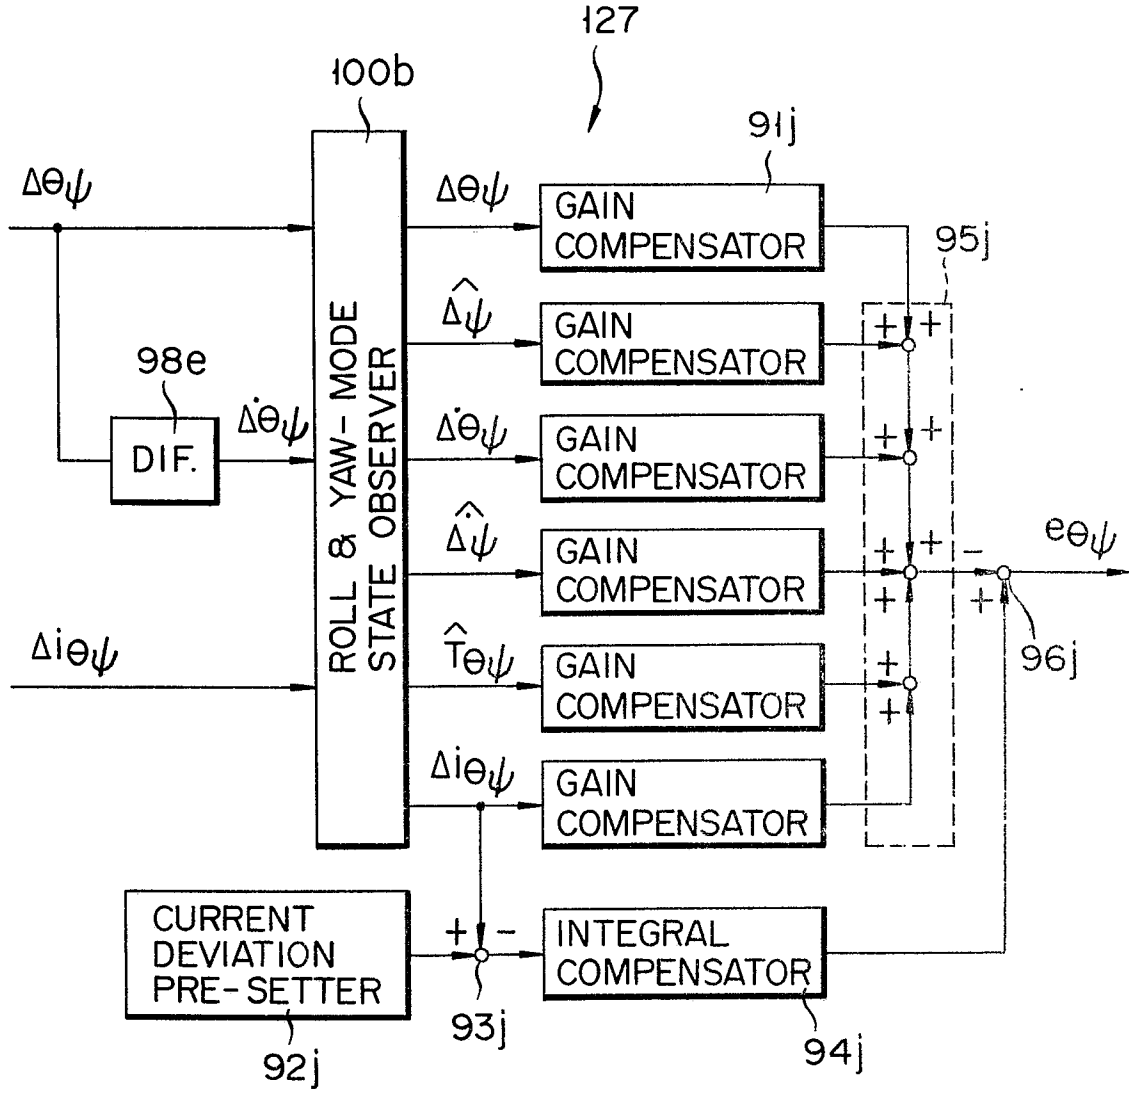 127
100b
91j
Δθψ
Δθψ
GAIN
COMPENSATOR
95j
Δ̂ψ
GAIN
COMPENSATOR
+ +
98e
DIF.
Δ̇θψ
Δ̇θψ
GAIN
COMPENSATOR
+ +
ROLL & YAW-MODE
STATE OBSERVER
Δ̂̇ψ
GAIN
COMPENSATOR
+ + −
eθψ
+ +
96j
Δiθψ
T̂θψ
GAIN
COMPENSATOR
+
+
Δiθψ
GAIN
COMPENSATOR
CURRENT
DEVIATION
PRE-SETTER
+ −
INTEGRAL
COMPENSATOR
92j
93j
94j